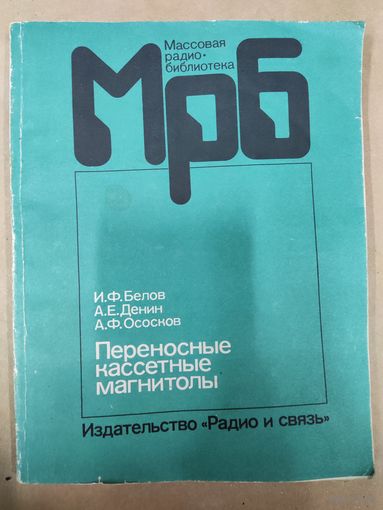 Массовая
радио-
библиотека
Мрб
И.Ф.Белов
А.Е.Денин
А.Ф.Ососков
Переносные
кассетные
магнитолы
Издательство «Радио и связь»